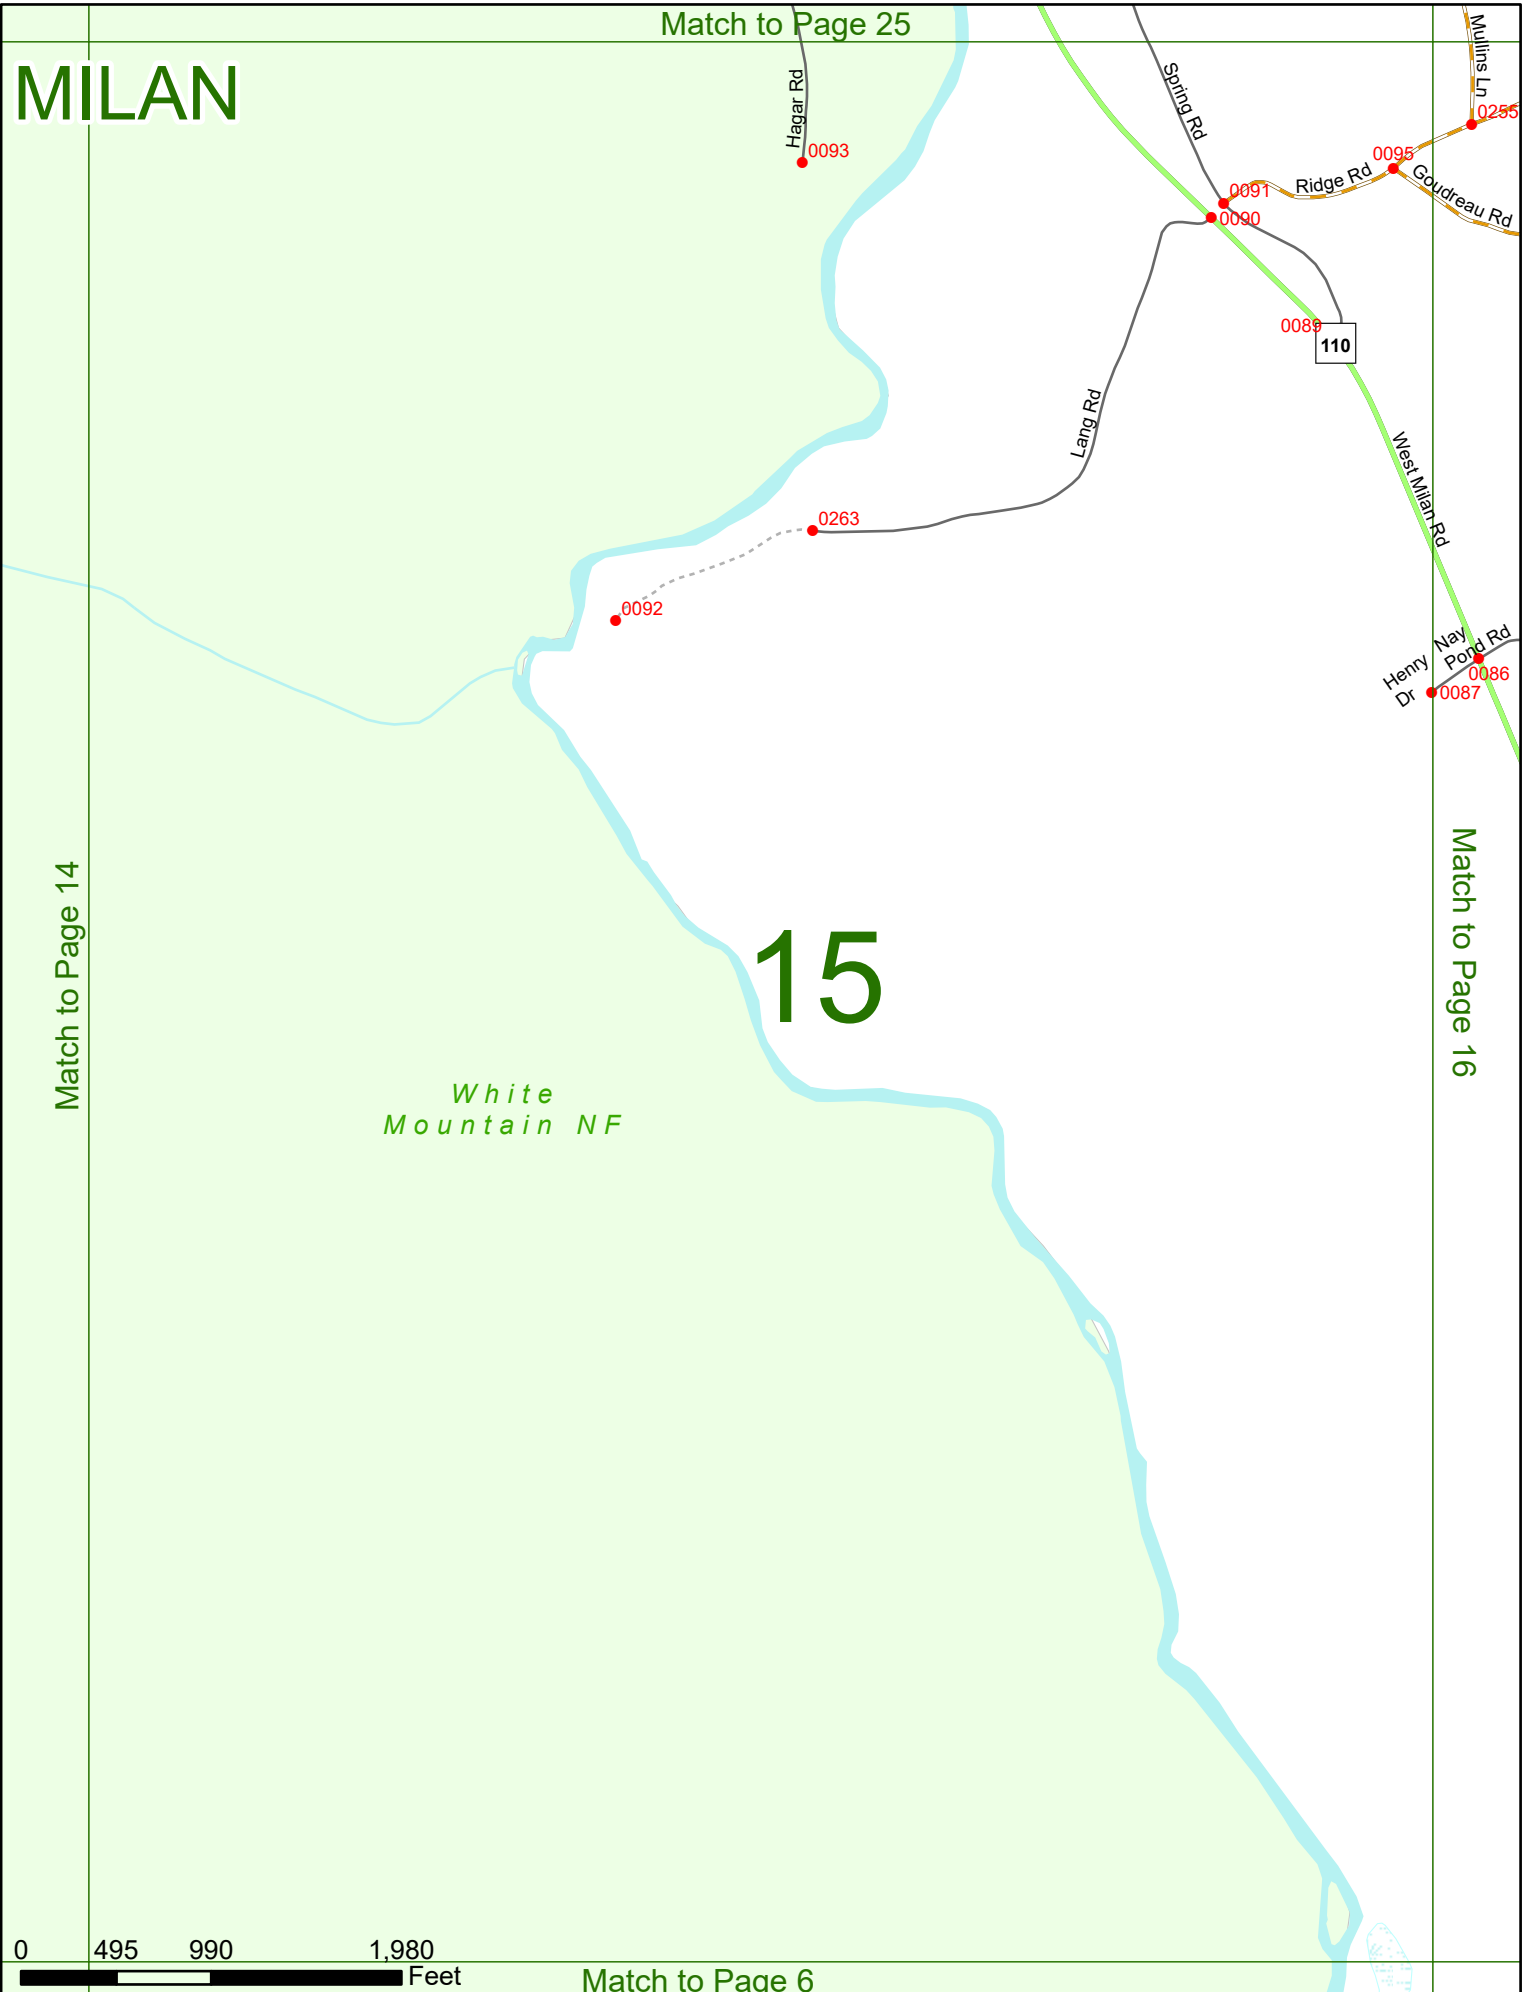 Match to Page 25
MILAN
Hagar Rd
0093
Spring Rd
Mullins Ln
0255
0095
Ridge Rd
Goudreau Rd
0091
0090
0089
110
Lang Rd
West Milan Rd
0263
0092
Henry
Dr
Nay
Pond Rd
0086
0087
Match to Page 14
15
Match to Page 16
White
Mountain NF
0 495 990 1,980
Feet
Match to Page 6